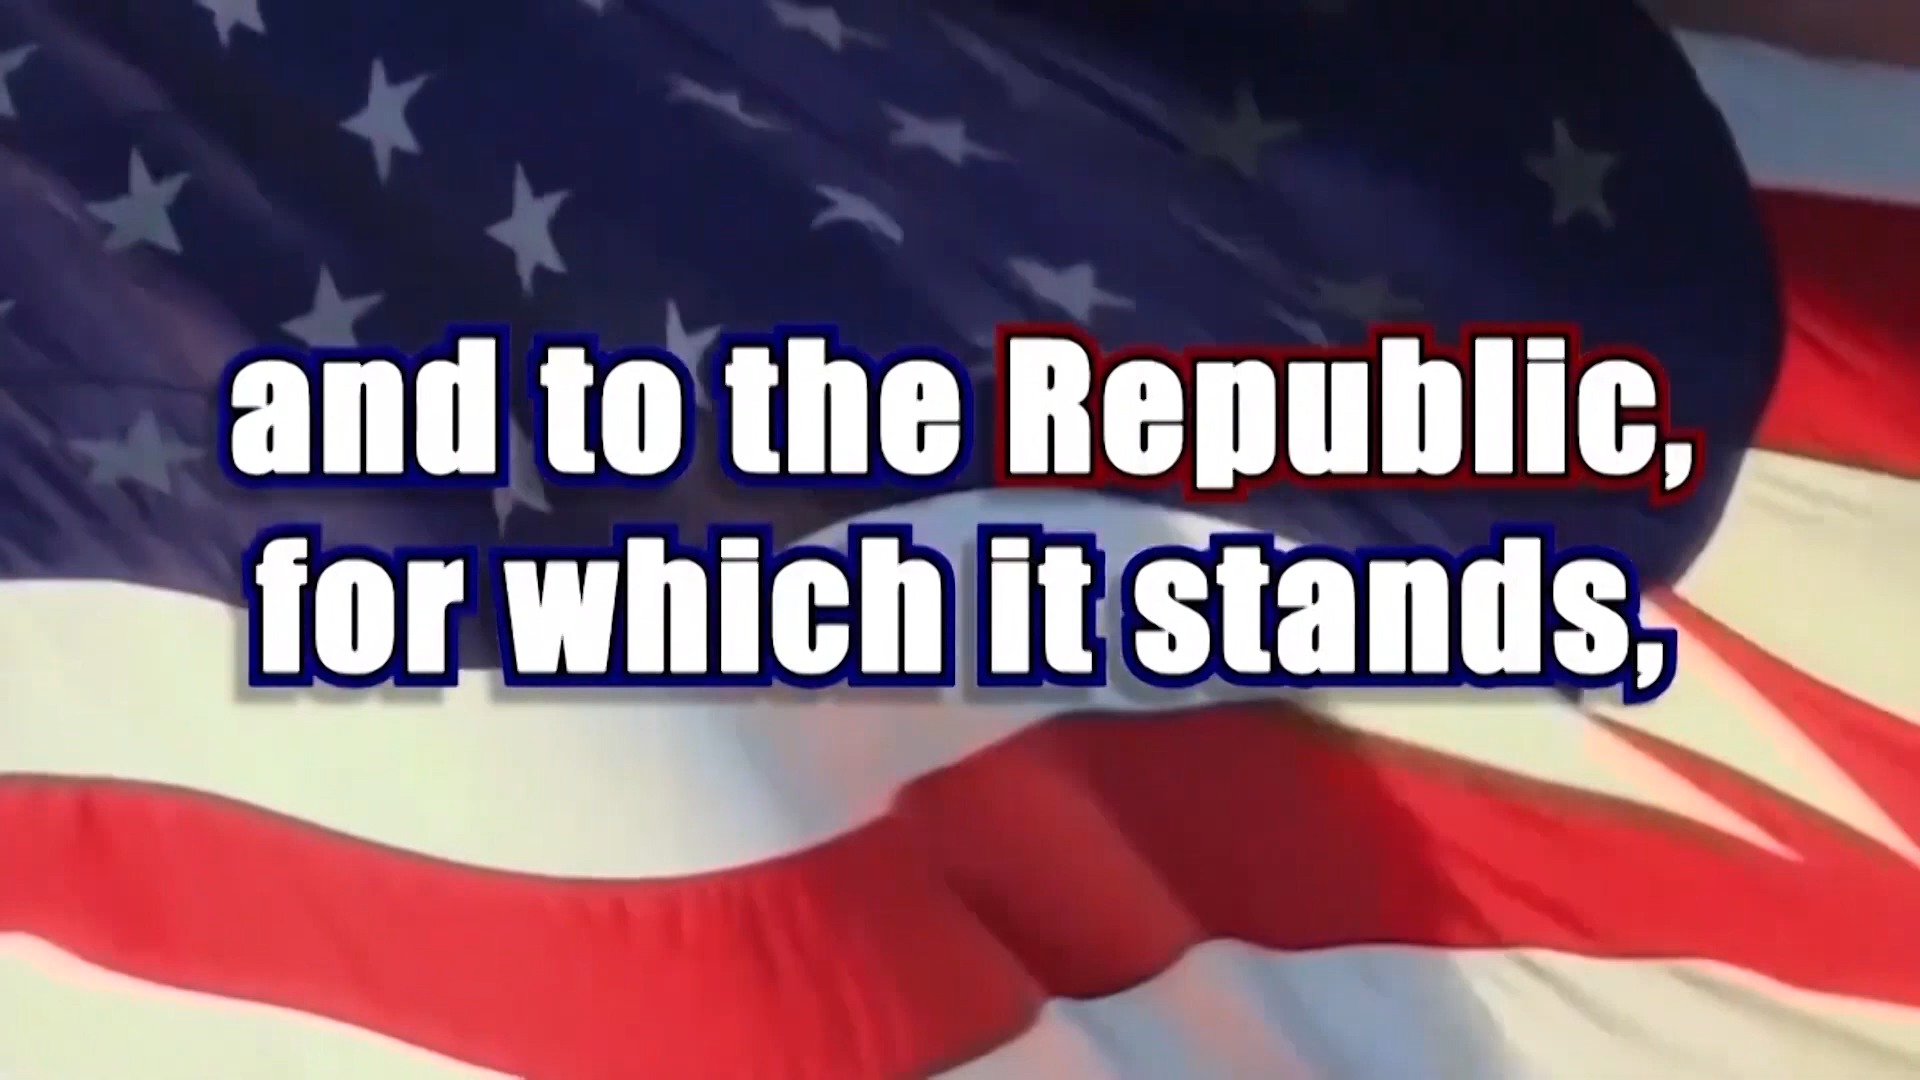 and to the Republic,
for which it stands,